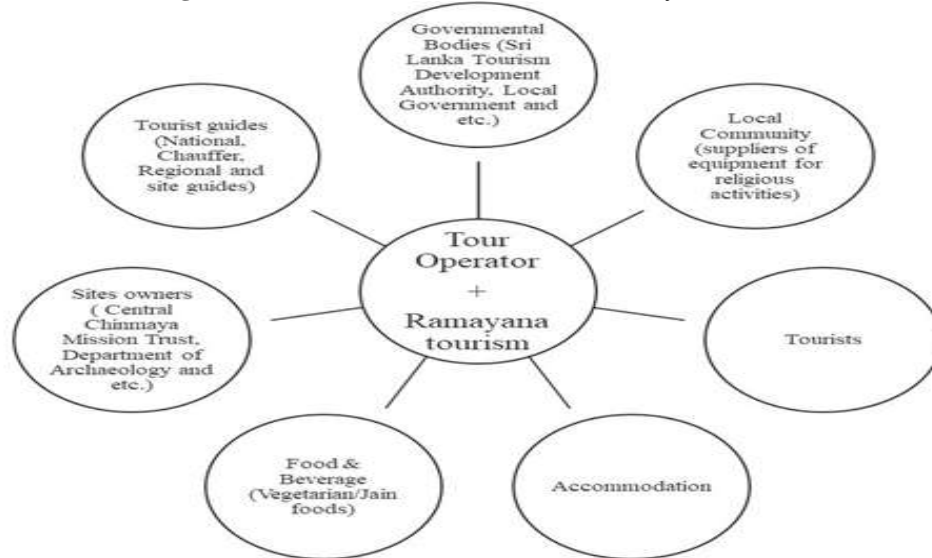 Governmental
Bodies (Sri
Lanka Tourism
Development
Authority, Local
Government and
etc.)
Local
Community
(suppliers of
equipment for
religious
activities)
Tourists
Accommodation
Food &
Beverage
(Vegetarian/Jain
foods)
Sites owners
( Central
Chinmaya
Mission Trust,
Department of
Archaeology and
etc.)
Tourist guides
(National,
Chauffer,
Regional and
site guides)
Tour
Operator
+
Ramayana
tourism